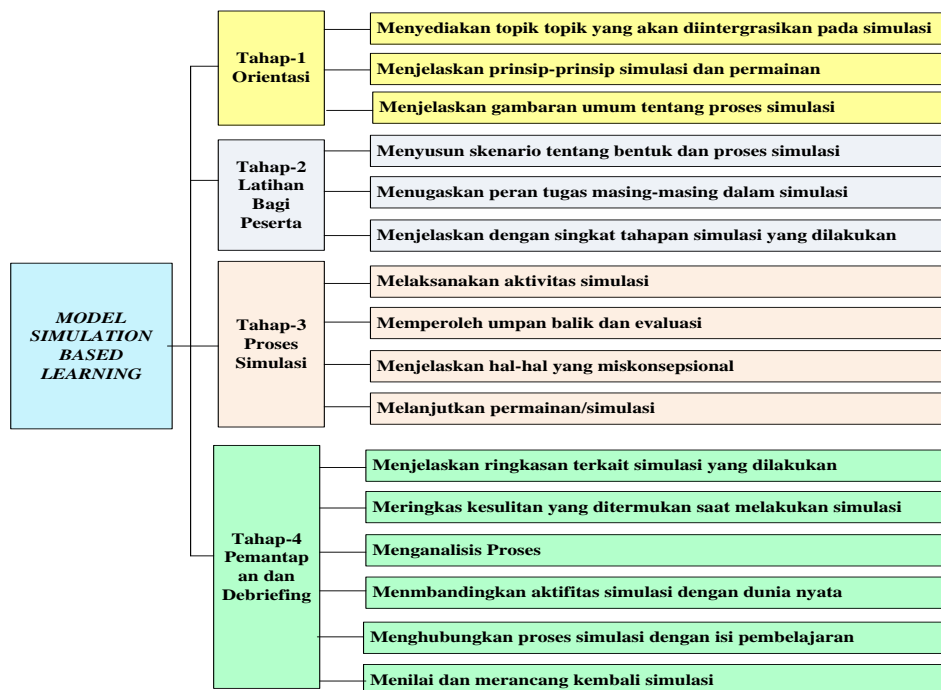 MODEL
SIMULATION
BASED
LEARNING
Tahap-1
Orientasi
Menyediakan topik topik yang akan diintergrasikan pada simulasi
Menjelaskan prinsip-prinsip simulasi dan permainan
Menjelaskan gambaran umum tentang proses simulasi
Tahap-2
Latihan
Bagi
Peserta
Menyusun skenario tentang bentuk dan proses simulasi
Menugaskan peran tugas masing-masing dalam simulasi
Menjelaskan dengan singkat tahapan simulasi yang dilakukan
Tahap-3
Proses
Simulasi
Melaksanakan aktivitas simulasi
Memperoleh umpan balik dan evaluasi
Menjelaskan hal-hal yang miskonsepsional
Melanjutkan permainan/simulasi
Tahap-4
Pemantap
an dan
Debriefing
Menjelaskan ringkasan terkait simulasi yang dilakukan
Meringkas kesulitan yang ditermukan saat melakukan simulasi
Menganalisis Proses
Menmbandingkan aktifitas simulasi dengan dunia nyata
Menghubungkan proses simulasi dengan isi pembelajaran
Menilai dan merancang kembali simulasi